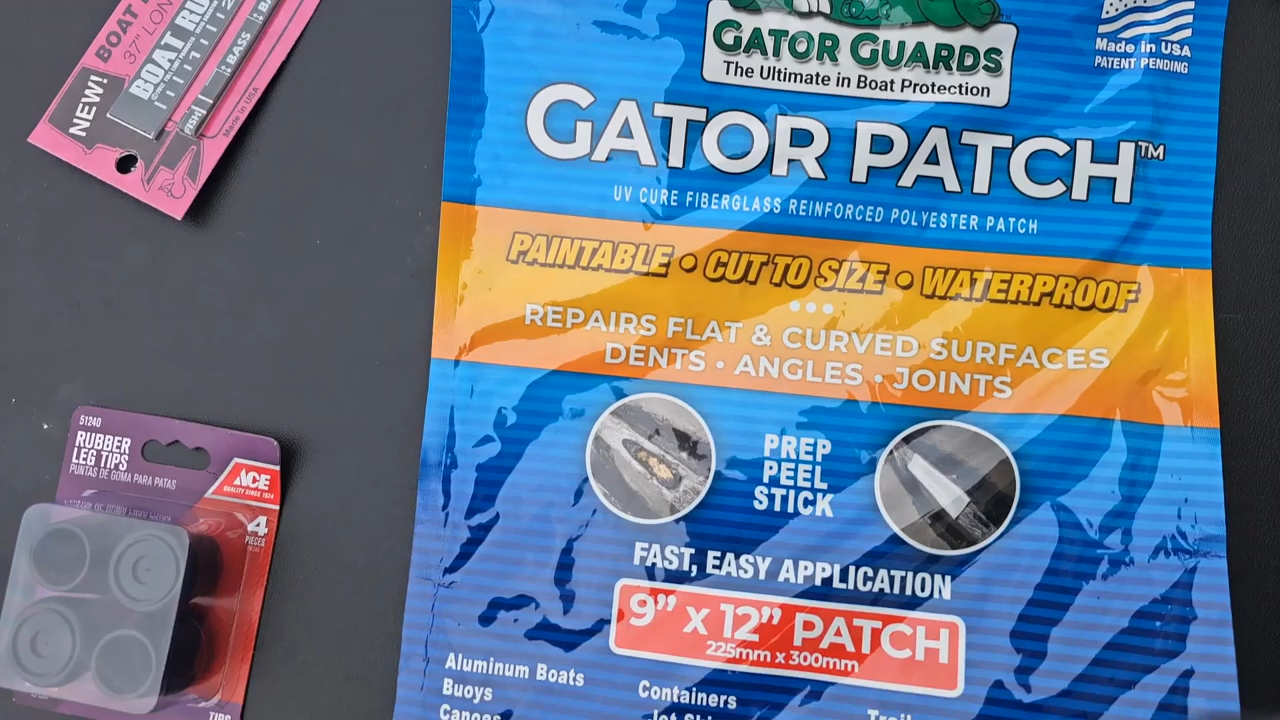 NEW!
BOAT
37" LON
BOAT RU
FISH
BASS
Made in USA
GATOR GUARDS
The Ultimate in Boat Protection
Made in USA
PATENT PENDING
GATOR PATCH™
UV CURE FIBERGLASS REINFORCED POLYESTER PATCH
PAINTABLE • CUT TO SIZE • WATERPROOF
REPAIRS FLAT & CURVED SURFACES
DENTS • ANGLES • JOINTS
PREP
PEEL
STICK
FAST, EASY APPLICATION
9” x 12” PATCH
225mm x 300mm
Aluminum Boats
Buoys
Canoes
Containers
51240
RUBBER
LEG TIPS
PUNTAS DE GOMA PARA PATAS
ACE
QUALITY SINCE 1924
4
PIECES
TIPS